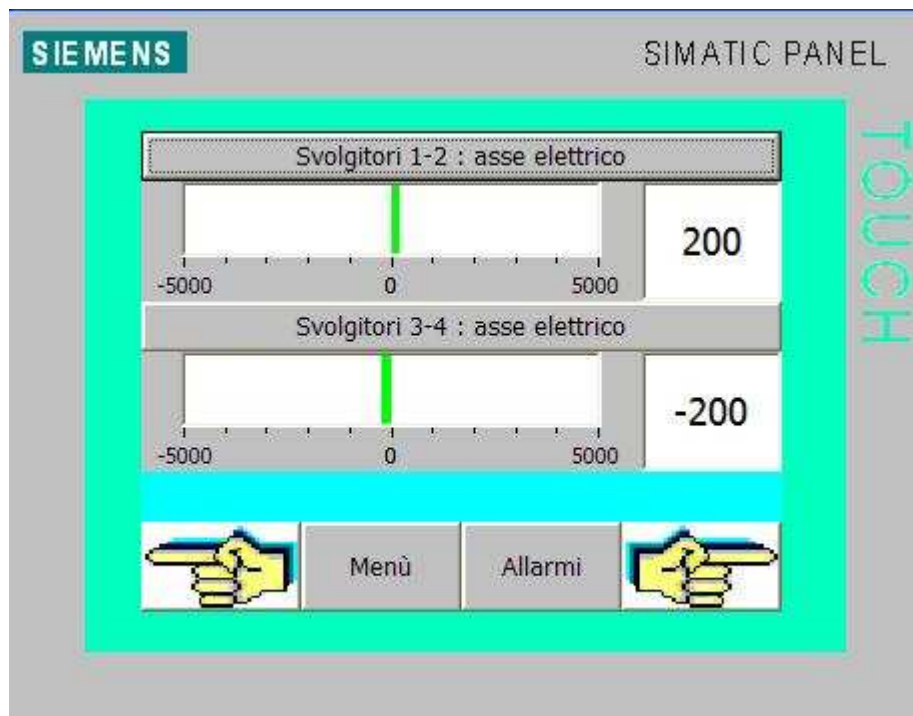 SIEMENS
SIMATIC PANEL
TOUCH
Svolgitori 1-2 : asse elettrico
200
-5000 0 5000
Svolgitori 3-4 : asse elettrico
-200
-5000 0 5000
Menù
Allarmi